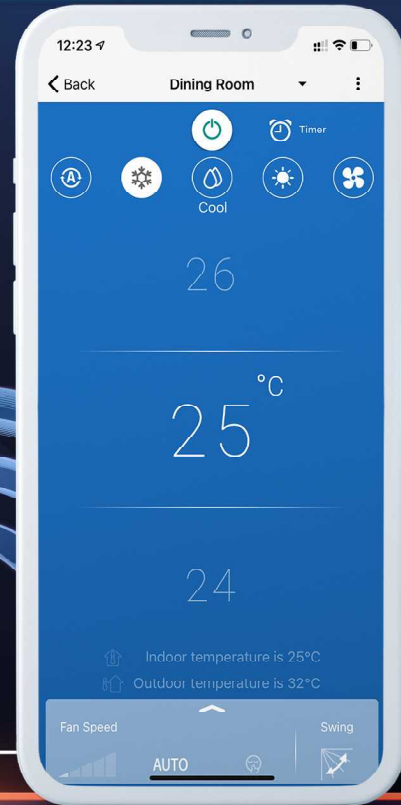 12:23
Back Dining Room
Timer
A
Cool
26
25 °C
24
Indoor temperature is 25°C
Outdoor temperature is 32°C
Fan Speed Swing
AUTO